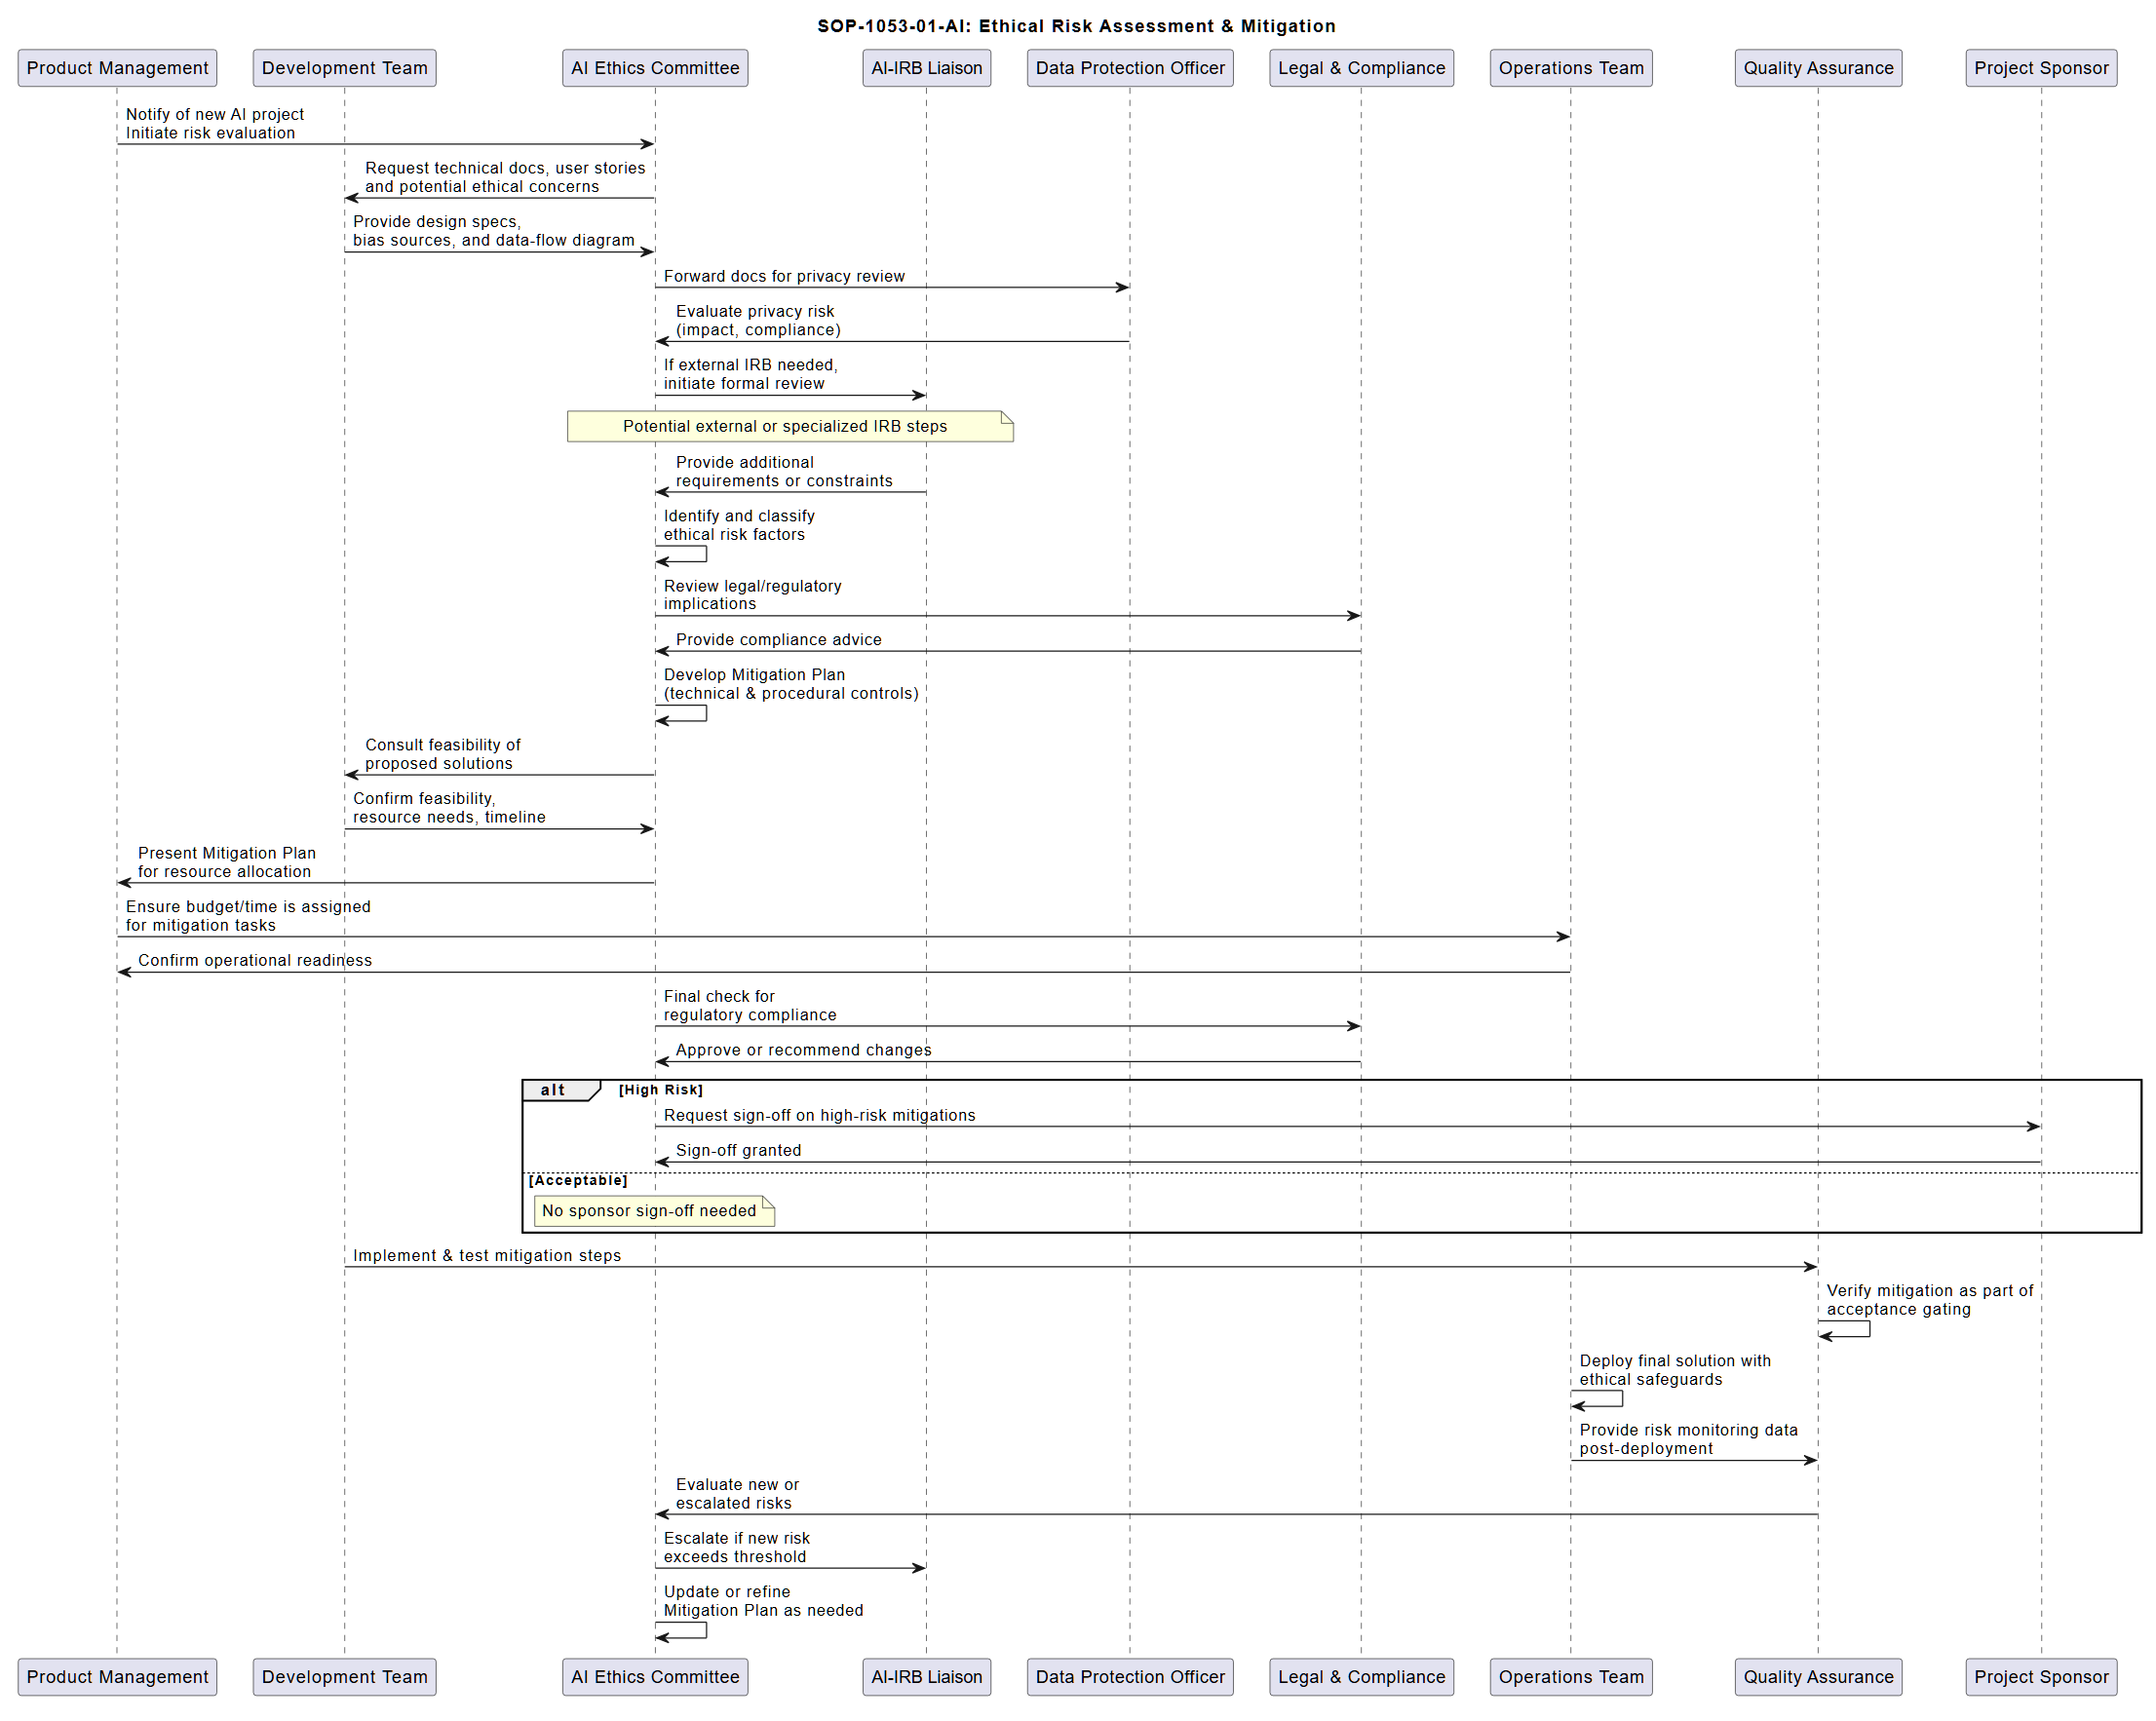 SOP-1053-01-AI: Ethical Risk Assessment & Mitigation
Product Management
Development Team
AI Ethics Committee
AI-IRB Liaison
Data Protection Officer
Legal & Compliance
Operations Team
Quality Assurance
Project Sponsor
Notify of new AI project
Initiate risk evaluation
Request technical docs, user stories
and potential ethical concerns
Provide design specs,
bias sources, and data-flow diagram
Forward docs for privacy review
Evaluate privacy risk
(impact, compliance)
If external IRB needed,
initiate formal review
Potential external or specialized IRB steps
Provide additional
requirements or constraints
Identify and classify
ethical risk factors
Review legal/regulatory
implications
Provide compliance advice
Develop Mitigation Plan
(technical & procedural controls)
Consult feasibility of
proposed solutions
Confirm feasibility,
resource needs, timeline
Present Mitigation Plan
for resource allocation
Ensure budget/time is assigned
for mitigation tasks
Confirm operational readiness
Final check for
regulatory compliance
Approve or recommend changes
alt
[High Risk]
Request sign-off on high-risk mitigations
Sign-off granted
[Acceptable]
No sponsor sign-off needed
Implement & test mitigation steps
Verify mitigation as part of
acceptance gating
Deploy final solution with
ethical safeguards
Provide risk monitoring data
post-deployment
Evaluate new or
escalated risks
Escalate if new risk
exceeds threshold
Update or refine
Mitigation Plan as needed
Product Management
Development Team
AI Ethics Committee
AI-IRB Liaison
Data Protection Officer
Legal & Compliance
Operations Team
Quality Assurance
Project Sponsor